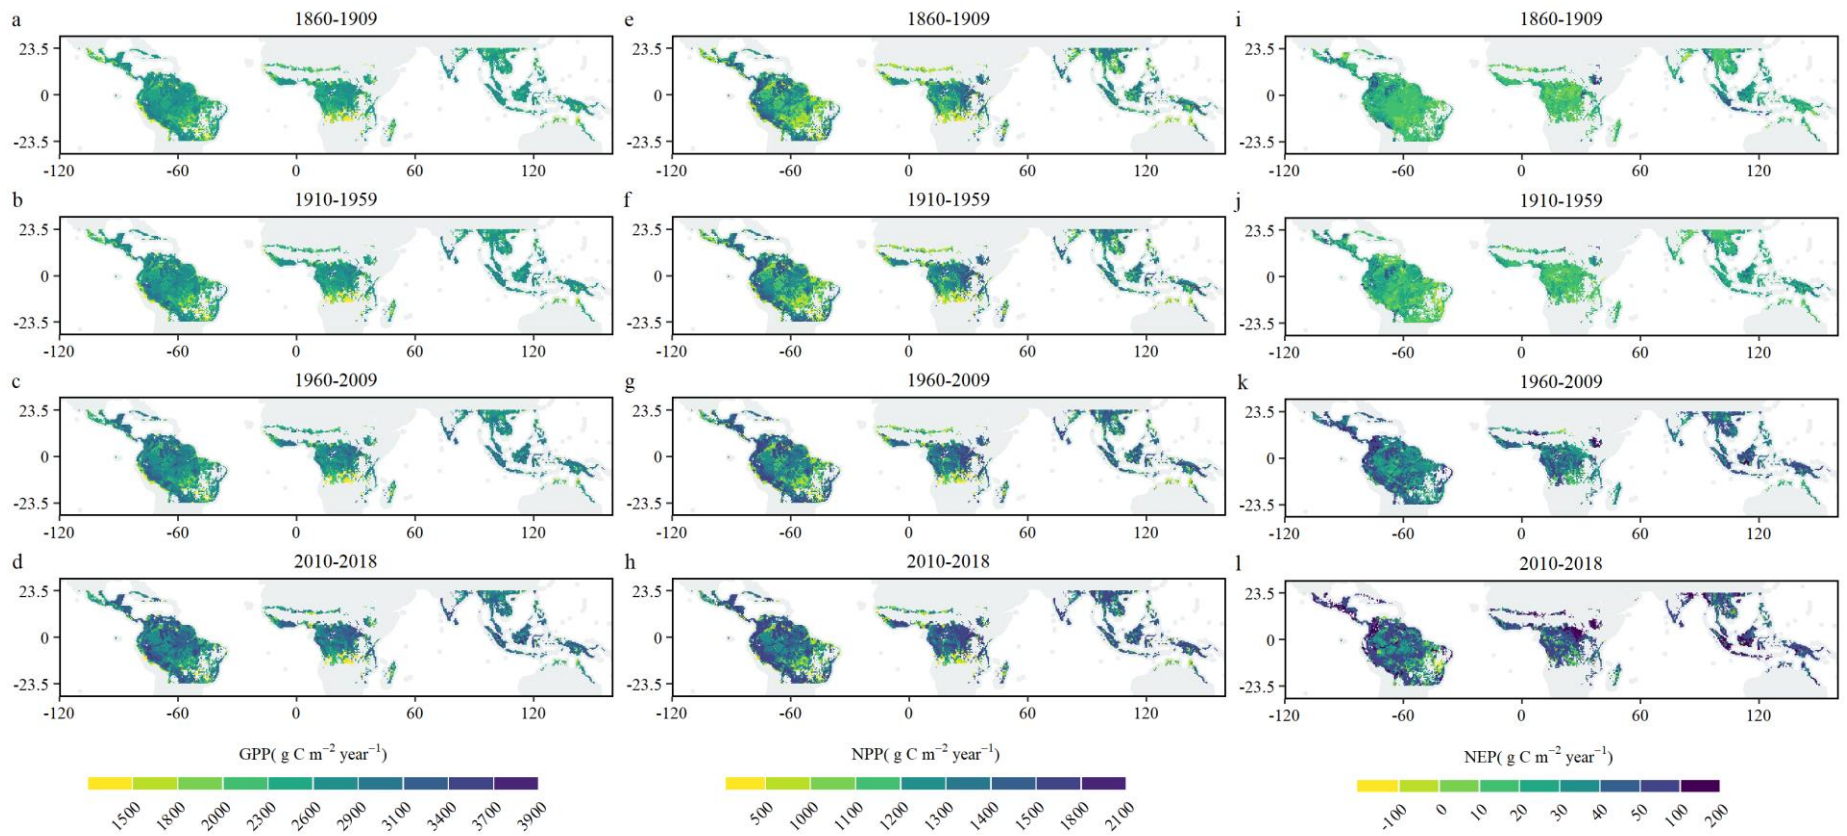 a 1860-1909 e 1860-1909 i 1860-1909
23.5 23.5 23.5
0 0 0
-23.5 -23.5 -23.5
-120 -60 0 60 120 -120 -60 0 60 120 -120 -60 0 60 120
b 1910-1959 f 1910-1959 j 1910-1959
23.5 23.5 23.5
0 0 0
-23.5 -23.5 -23.5
-120 -60 0 60 120 -120 -60 0 60 120 -120 -60 0 60 120
c 1960-2009 g 1960-2009 k 1960-2009
23.5 23.5 23.5
0 0 0
-23.5 -23.5 -23.5
-120 -60 0 60 120 -120 -60 0 60 120 -120 -60 0 60 120
d 2010-2018 h 2010-2018 l 2010-2018
23.5 23.5 23.5
0 0 0
-23.5 -23.5 -23.5
-120 -60 0 60 120 -120 -60 0 60 120 -120 -60 0 60 120
GPP( g C m⁻² year⁻¹) NPP( g C m⁻² year⁻¹) NEP( g C m⁻² year⁻¹)
1500 1800 2000 2300 2600 2900 3100 3400 3700 3900 500 1000 1100 1200 1300 1400 1500 1800 2100 -100 0 10 20 30 40 50 100 200